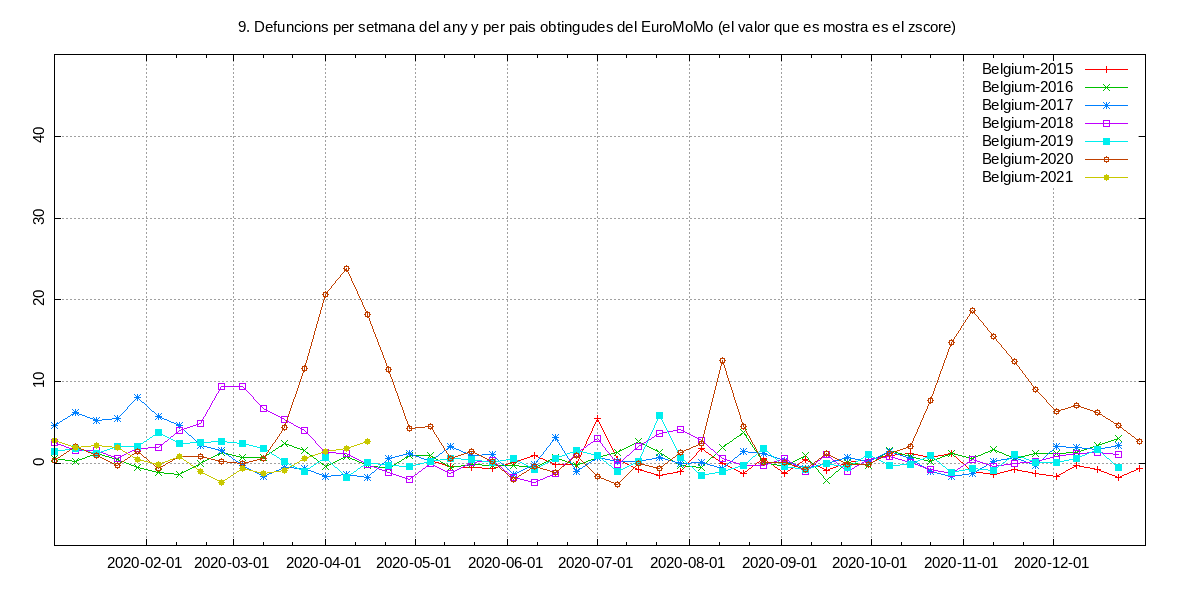 9. Defuncions per setmana del any y per pais obtingudes del EuroMoMo (el valor que es mostra es el zscore)
Belgium-2015
Belgium-2016
Belgium-2017
Belgium-2018
Belgium-2019
Belgium-2020
Belgium-2021
40
30
20
10
0
2020-02-01 2020-03-01 2020-04-01 2020-05-01 2020-06-01 2020-07-01 2020-08-01 2020-09-01 2020-10-01 2020-11-01 2020-12-01